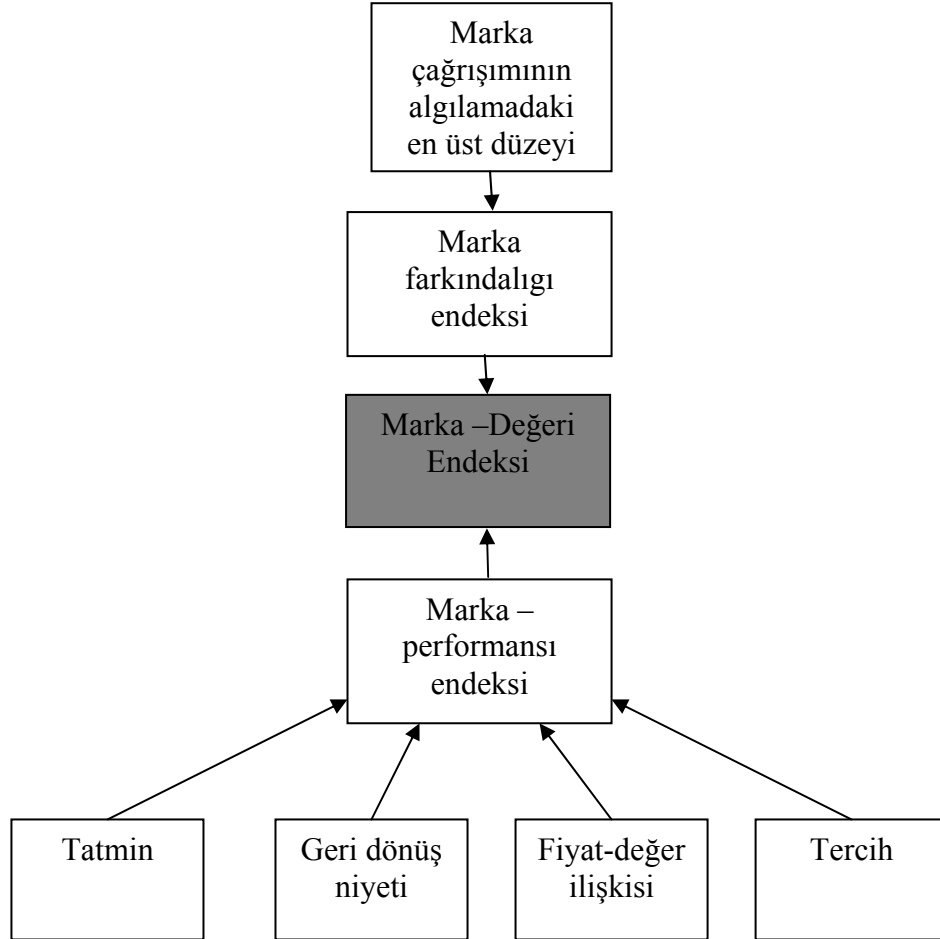 Marka
çağrışımının
algılamadaki
en üst düzeyi
Marka
farkındalıgı
endeksi
Marka –Değeri
Endeksi
Marka –
performansı
endeksi
Tatmin
Geri dönüş
niyeti
Fiyat-değer
ilişkisi
Tercih